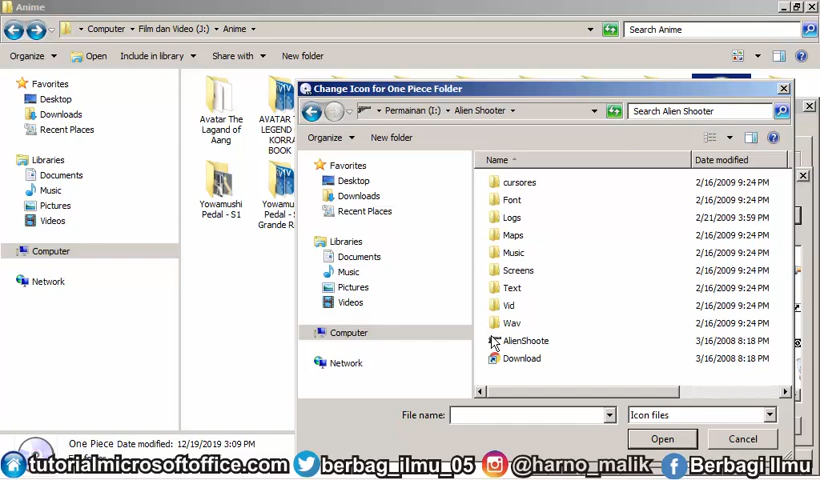 Anime
Computer
Film dan Video (J:)
Anime
Search Anime
Organize
Open
Include in library
Share with
New folder
Favorites
Desktop
Downloads
Recent Places
Libraries
Documents
Music
Pictures
Videos
Computer
Network
Avatar The
Lagand of
Aang
AVATAR T
LEGEND
KORRA
BOOK
Yowamushi
Pedal - S1
Yowamu
Pedal - S
Grande R
One Piece Date modified: 12/19/2019 3:09 PM
Change Icon for One Piece Folder
Permainan (I:)
Alien Shooter
Search Alien Shooter
Organize
New folder
Favorites
Desktop
Downloads
Recent Places
Libraries
Documents
Music
Pictures
Videos
Computer
Network
Name
Date modified
cursores 2/16/2009 9:24 PM
Font 2/16/2009 9:24 PM
Logs 2/21/2009 3:59 PM
Maps 2/16/2009 9:24 PM
Music 2/16/2009 9:24 PM
Screens 2/16/2009 9:24 PM
Text 2/16/2009 9:24 PM
Vid 2/16/2009 9:24 PM
Wav 2/16/2009 9:24 PM
AlienShoote 3/16/2008 8:18 PM
Download 3/16/2008 8:18 PM
File name:
Icon files
Open
Cancel
tutorialmicrosoftoffice.com
berbag_ilmu_05
@harno_malik
Berbagi Ilmu